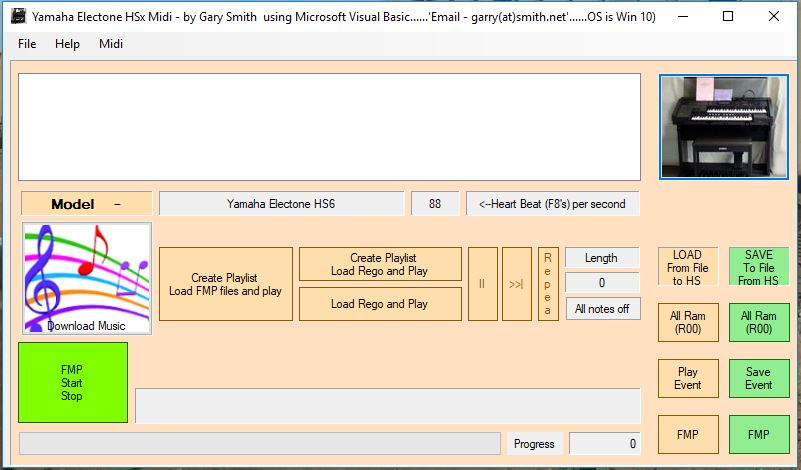 Yamaha Electone HSx Midi - by Gary Smith  using Microsoft Visual Basic......'Email - garry(at)smith.net'......OS is Win 10)
File Help Midi
Model -
Yamaha Electone HS6
88
<--Heart Beat (F8's) per second
Download Music
Create Playlist
Load FMP files and play
Create Playlist
Load Rego and Play
Load Rego and Play
II
>>|
R
e
p
e
a
Length
0
All notes off
LOAD
From File
to HS
SAVE
To File
From HS
All Ram
(R00)
All Ram
(R00)
Play
Event
Save
Event
FMP
FMP
FMP
Start
Stop
Progress
0